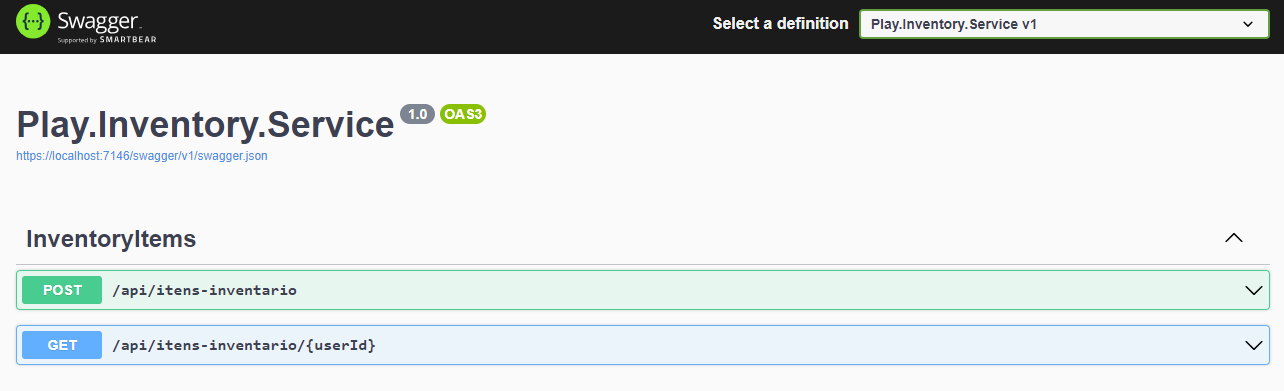 {···} Swagger.
Supported by SMARTBEAR
Select a definition
Play.Inventory.Service v1
Play.Inventory.Service 1.0 OAS3
https://localhost:7146/swagger/v1/swagger.json
InventoryItems
POST /api/itens-inventario
GET /api/itens-inventario/{userId}